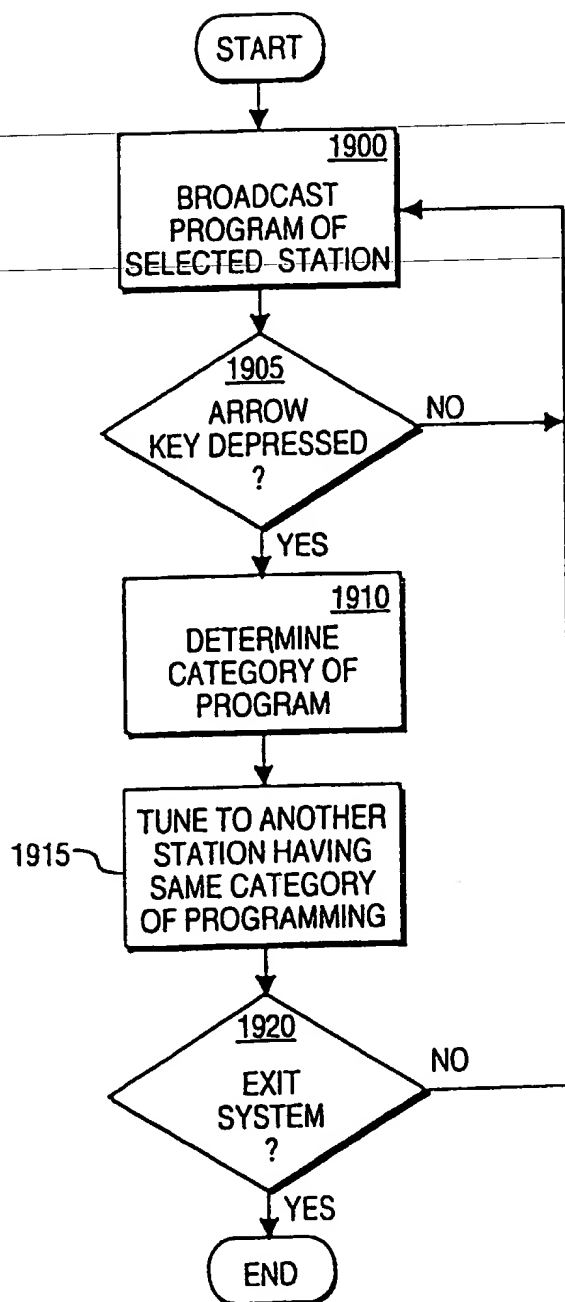 START
1900
BROADCAST
PROGRAM OF
SELECTED STATION
1905
ARROW
KEY DEPRESSED
?
NO
YES
1910
DETERMINE
CATEGORY OF
PROGRAM
1915
TUNE TO ANOTHER
STATION HAVING
SAME CATEGORY
OF PROGRAMMING
1920
EXIT
SYSTEM
?
NO
YES
END